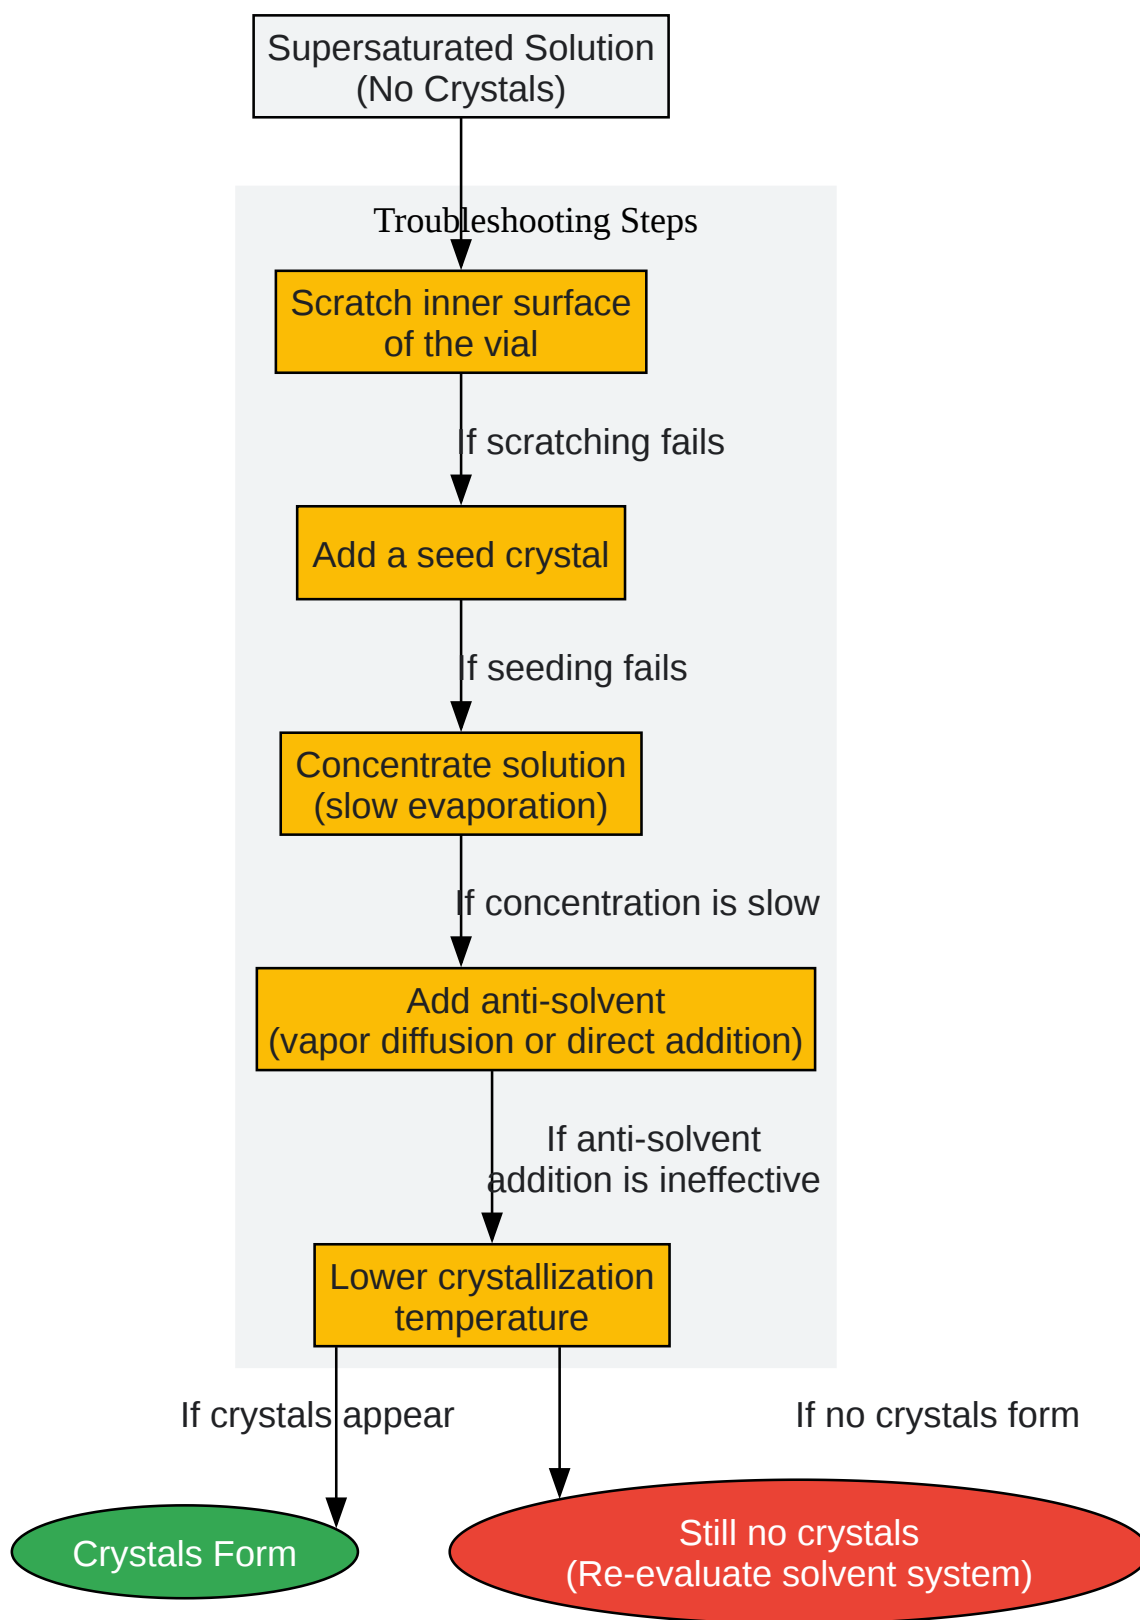 Supersaturated Solution
(No Crystals)
Troubleshooting Steps
Scratch inner surface
of the vial
If scratching fails
Add a seed crystal
If seeding fails
Concentrate solution
(slow evaporation)
If concentration is slow
Add anti-solvent
(vapor diffusion or direct addition)
If anti-solvent
addition is ineffective
Lower crystallization
temperature
If crystals appear
If no crystals form
Crystals Form
Still no crystals
(Re-evaluate solvent system)